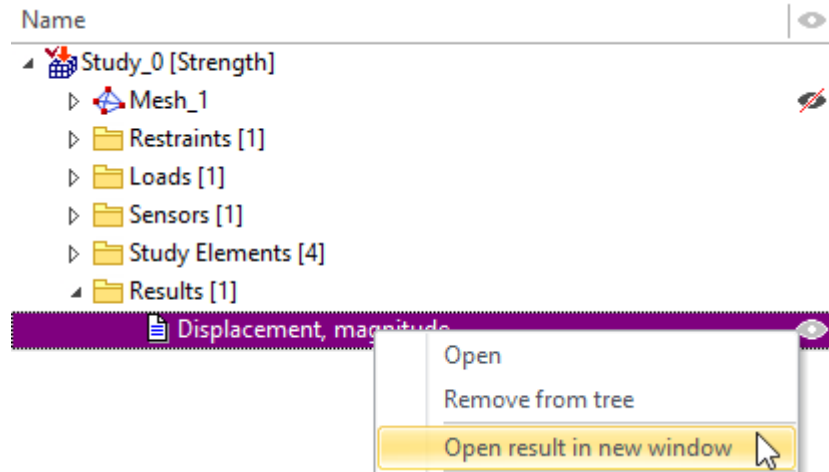 Name
Study_0 [Strength]
Mesh_1
Restraints [1]
Loads [1]
Sensors [1]
Study Elements [4]
Results [1]
Displacement, magnitude
Open
Remove from tree
Open result in new window